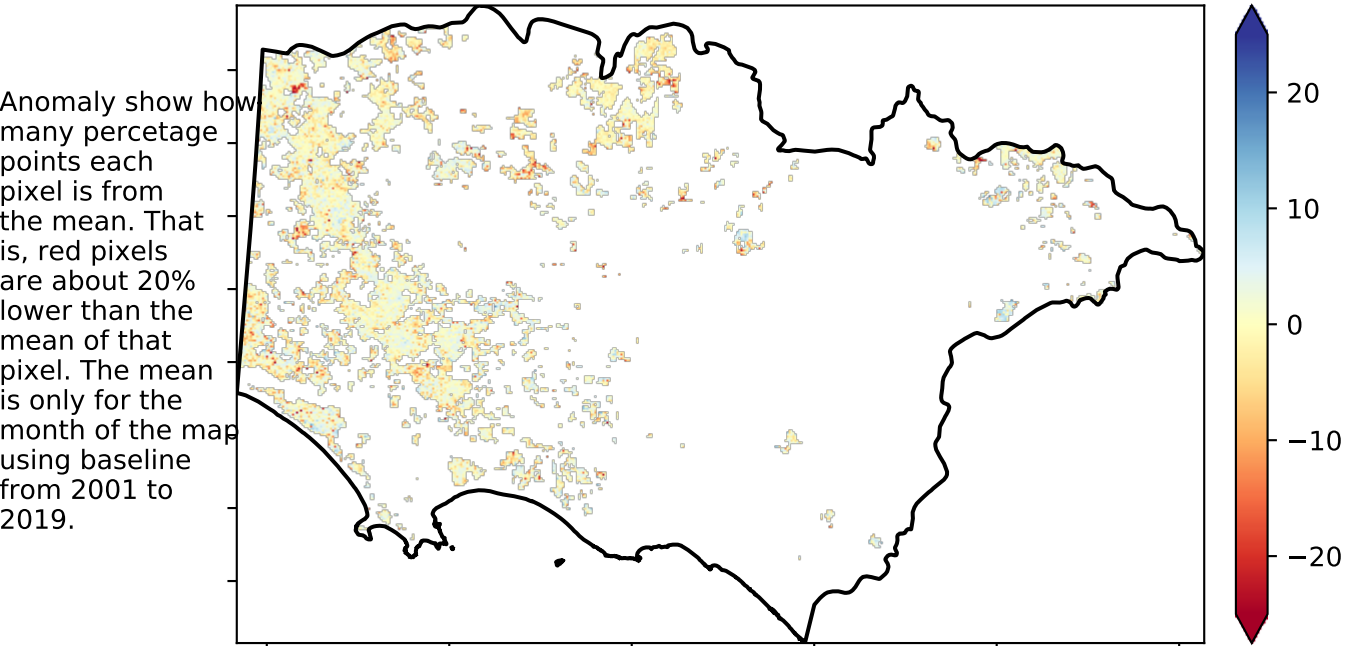 Anomaly show how
many percetage
points each
pixel is from
the mean. That
is, red pixels
are about 20%
lower than the
mean of that
pixel. The mean
is only for the
month of the map
using baseline
from 2001 to
2019.
20
10
0
−10
−20